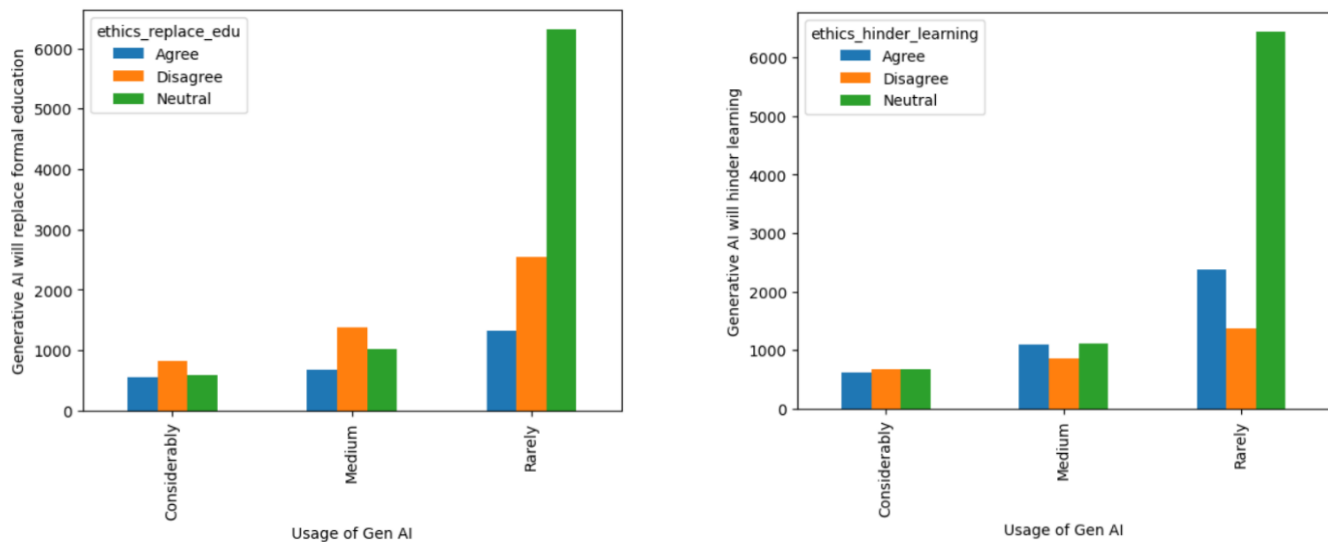 Generative AI will replace formal education
6000
5000
4000
3000
2000
1000
0
ethics_replace_edu
Agree
Disagree
Neutral
Considerably
Medium
Rarely
Usage of Gen AI
Generative AI will hinder learning
6000
5000
4000
3000
2000
1000
0
ethics_hinder_learning
Agree
Disagree
Neutral
Considerably
Medium
Rarely
Usage of Gen AI